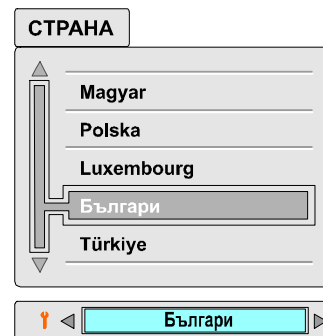 СТРАНА
Magyar
Polska
Luxembourg
Българи
Türkiye
Българи